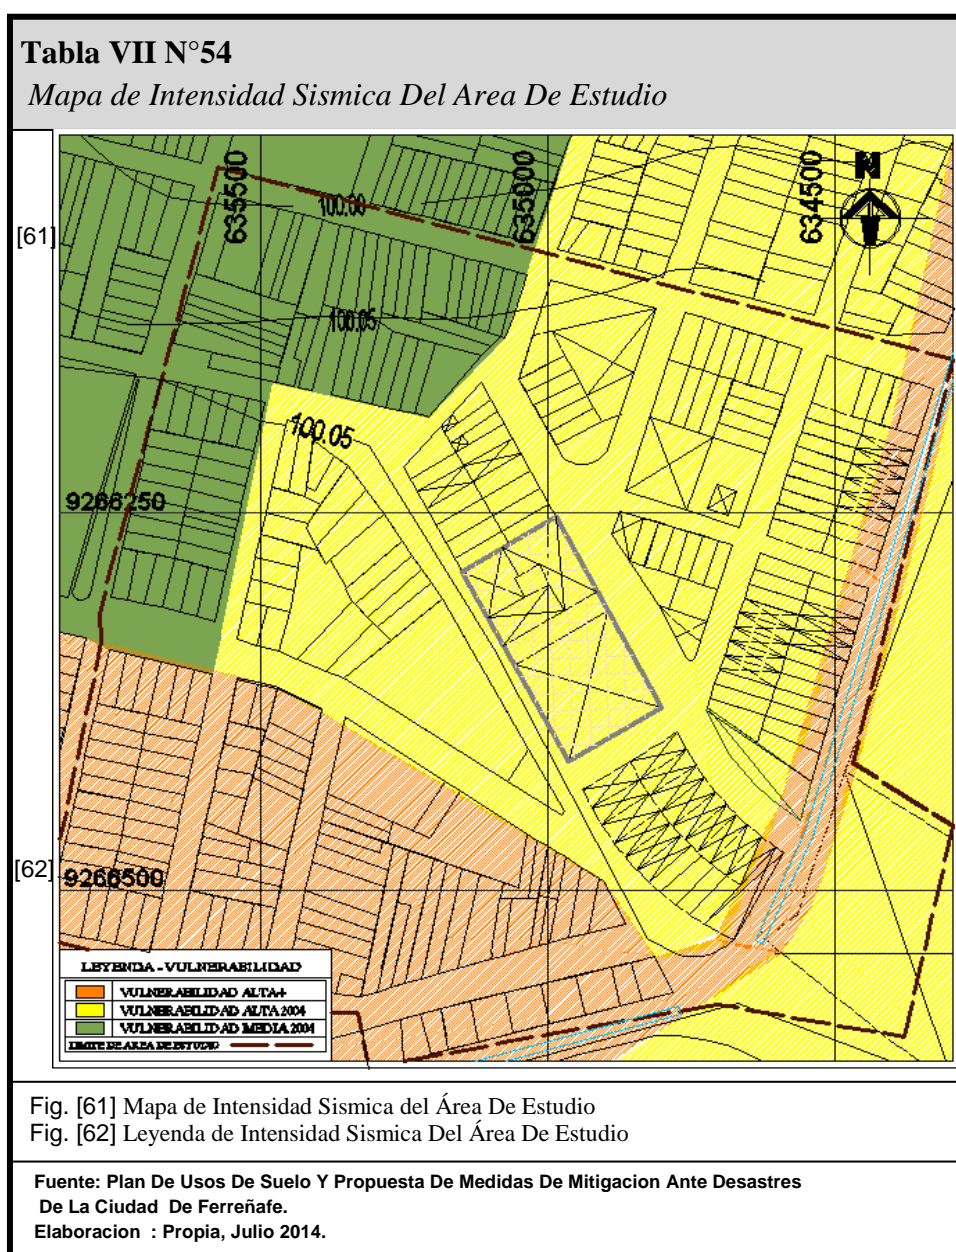 Tabla VII N°54
Mapa de Intensidad Sismica Del Area De Estudio
[61]
635500
635000
634500
N
100.05
100.05
9266250
[62]
9266500
LEYENDA - VULNERABILIDAD
VULNERABILIDAD ALTA+
VULNERABILIDAD ALTA 2004
VULNERABILIDAD MEDIA 2004
LIMITE DE AREA DE ESTUDIO
Fig. [61] Mapa de Intensidad Sismica del Área De Estudio
Fig. [62] Leyenda de Intensidad Sismica Del Área De Estudio
Fuente: Plan De Usos De Suelo Y Propuesta De Medidas De Mitigacion Ante Desastres
De La Ciudad De Ferreñafe.
Elaboracion : Propia, Julio 2014.